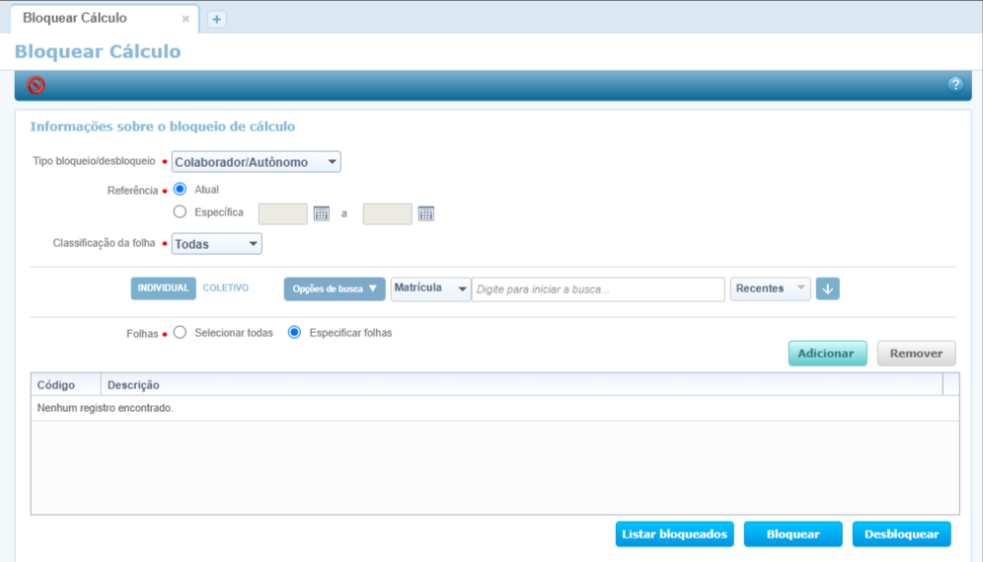 Bloquear Cálculo × +
Bloquear Cálculo
?
Informações sobre o bloqueio de cálculo
Tipo bloqueio/desbloqueio • Colaborador/Autônomo
Referência • Atual
Específica a
Classificação da folha • Todas
INDIVIDUAL COLETIVO Opções de busca Matrícula Digite para iniciar a busca... Recentes
Folhas • Selecionar todas Especificar folhas
Adicionar Remover
Código Descrição
Nenhum registro encontrado.
Listar bloqueados Bloquear Desbloquear